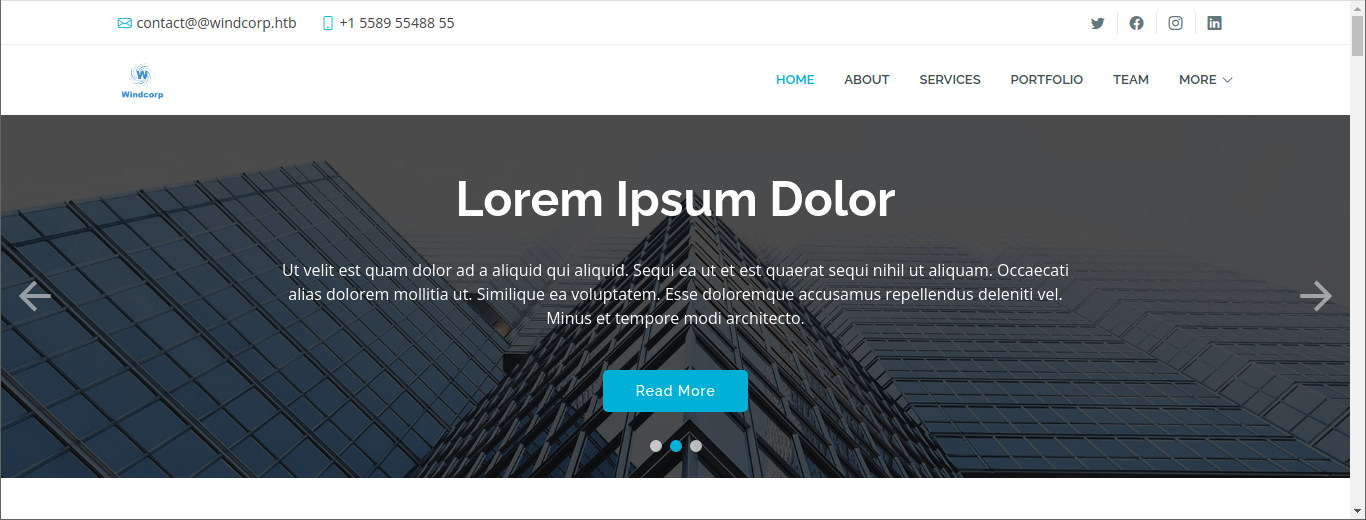 contact@@windcorp.htb +1 5589 55488 55
W
Windcorp
HOME ABOUT SERVICES PORTFOLIO TEAM MORE
Lorem Ipsum Dolor
Ut velit est quam dolor ad a aliquid qui aliquid. Sequi ea ut et est quaerat sequi nihil ut aliquam. Occaecati
alias dolorem mollitia ut. Similique ea voluptatem. Esse doloremque accusamus repellendus deleniti vel.
Minus et tempore modi architecto.
Read More